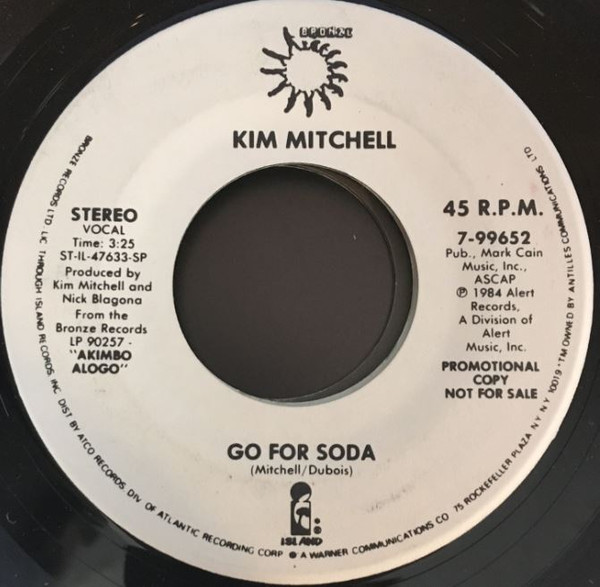 BRONZE
KIM MITCHELL
STEREO
VOCAL
Time: 3:25
ST-IL-47633-SP
Produced by
Kim Mitchell and
Nick Blagona
From the
Bronze Records
LP 90257 -
"AKIMBO
ALOGO"
45 R.P.M.
7-99652
Pub., Mark Cain
Music, Inc.,
ASCAP
℗ 1984 Alert
Records,
A Division of
Alert
Music, Inc.
PROMOTIONAL
COPY
NOT FOR SALE
GO FOR SODA
(Mitchell/Dubois)
ISLAND
BRONZE RECORDS LTD. LIC. THROUGH ISLAND RECORDS, INC. DIST. BY ATCO RECORDS, DIV. OF ATLANTIC RECORDING CORP. ● A WARNER COMMUNICATIONS CO. 75 ROCKEFELLER PLAZA, N.Y., N.Y. 10019 • TM OWNED BY ANTILLES COMMUNICATIONS, LTD